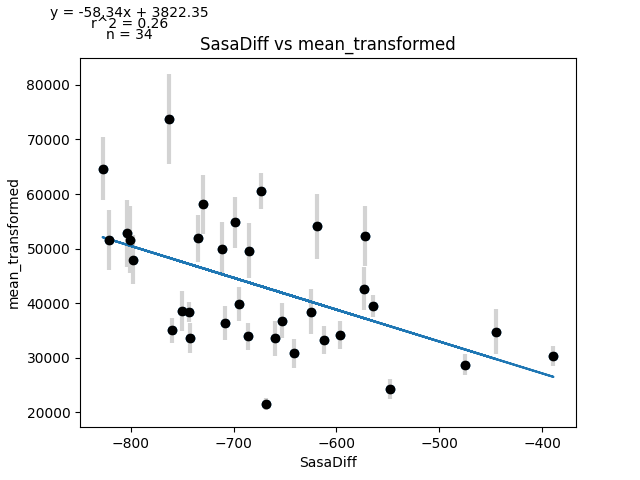 y = -58.34x + 3822.35
r^2 = 0.26
n = 34
SasaDiff vs mean_transformed
80000
70000
60000
50000
40000
30000
20000
mean_transformed
−800
−700
−600
−500
−400
SasaDiff